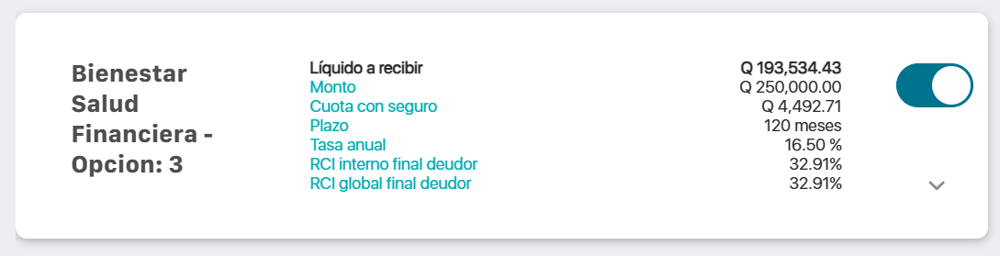 Bienestar
Salud
Financiera -
Opcion: 3
Líquido a recibir Q 193,534.43
Monto Q 250,000.00
Cuota con seguro Q 4,492.71
Plazo 120 meses
Tasa anual 16.50 %
RCI interno final deudor 32.91%
RCI global final deudor 32.91%